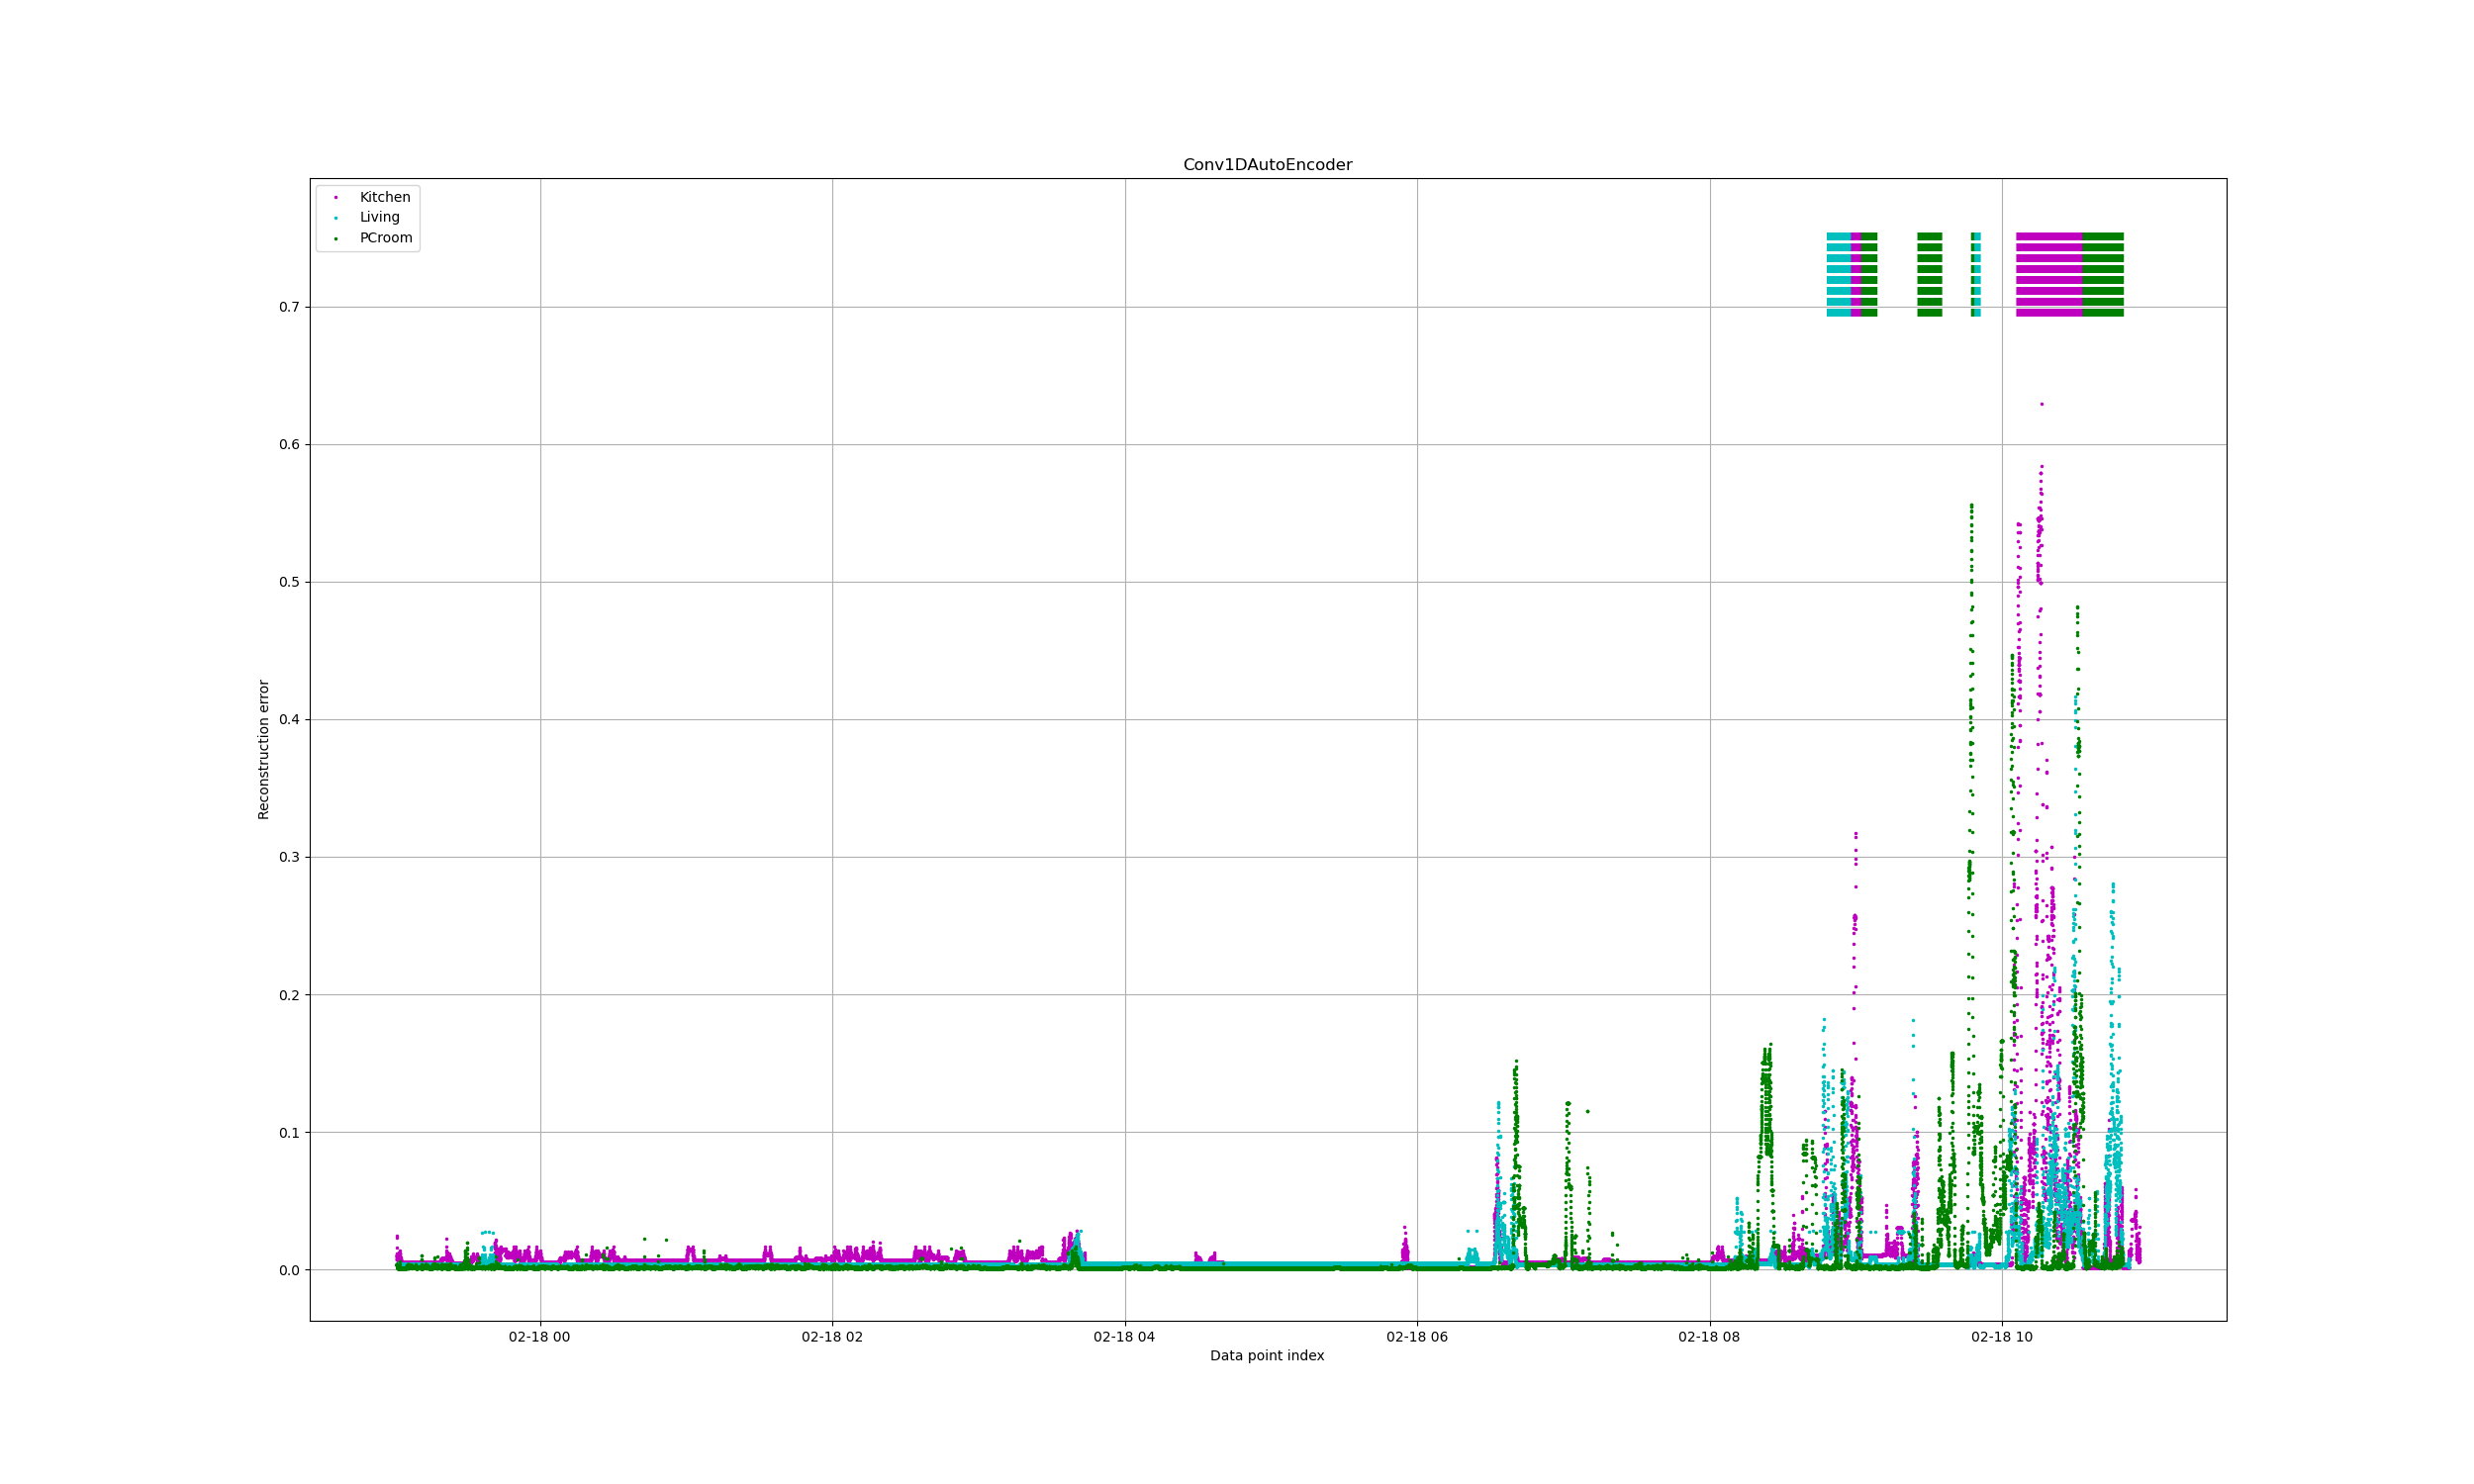 Conv1DAutoEncoder
Kitchen
Living
PCroom
Reconstruction error
0.7
0.6
0.5
0.4
0.3
0.2
0.1
0.0
02-18 00
02-18 02
02-18 04
02-18 06
02-18 08
02-18 10
Data point index